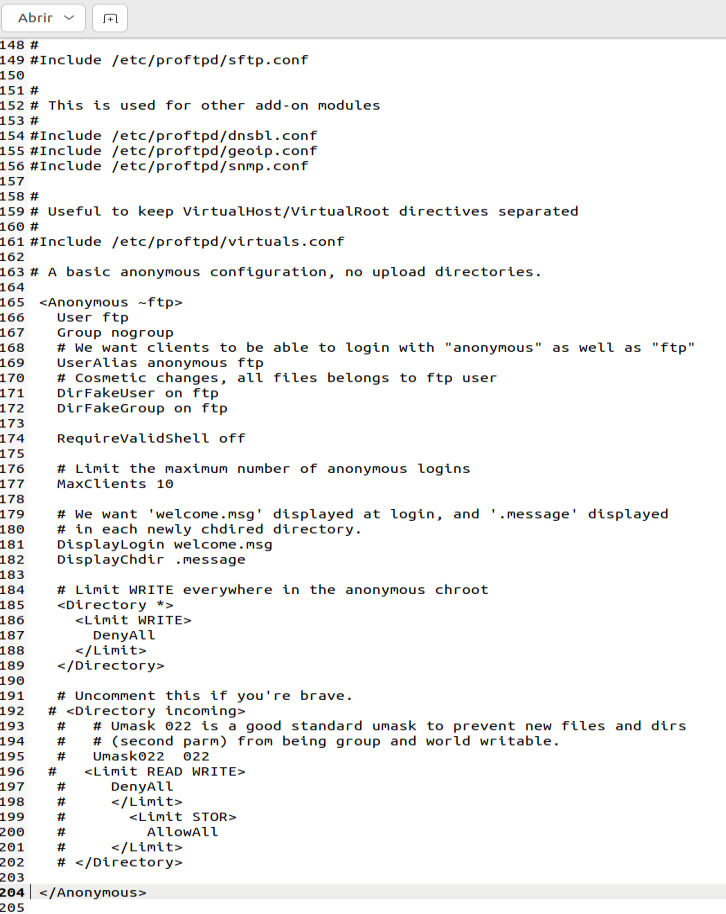 Abrir
148 #
149 #Include /etc/proftpd/sftp.conf
150
151 #
152 # This is used for other add-on modules
153 #
154 #Include /etc/proftpd/dnsbl.conf
155 #Include /etc/proftpd/geoip.conf
156 #Include /etc/proftpd/snmp.conf
157
158 #
159 # Useful to keep VirtualHost/VirtualRoot directives separated
160 #
161 #Include /etc/proftpd/virtuals.conf
162
163 # A basic anonymous configuration, no upload directories.
164
165  <Anonymous ~ftp>
166    User ftp
167    Group nogroup
168    # We want clients to be able to login with "anonymous" as well as "ftp"
169    UserAlias anonymous ftp
170    # Cosmetic changes, all files belongs to ftp user
171    DirFakeUser on ftp
172    DirFakeGroup on ftp
173
174    RequireValidShell off
175
176    # Limit the maximum number of anonymous logins
177    MaxClients 10
178
179    # We want 'welcome.msg' displayed at login, and '.message' displayed
180    # in each newly chdired directory.
181    DisplayLogin welcome.msg
182    DisplayChdir .message
183
184    # Limit WRITE everywhere in the anonymous chroot
185    <Directory *>
186      <Limit WRITE>
187        DenyAll
188      </Limit>
189    </Directory>
190
191    # Uncomment this if you're brave.
192   # <Directory incoming>
193    #   # Umask 022 is a good standard umask to prevent new files and dirs
194    #   # (second parm) from being group and world writable.
195    #   Umask022  022
196   #   <Limit READ WRITE>
197    #     DenyAll
198    #     </Limit>
199    #       <Limit STOR>
200    #         AllowAll
201    #     </Limit>
202    # </Directory>
203
204  </Anonymous>
205